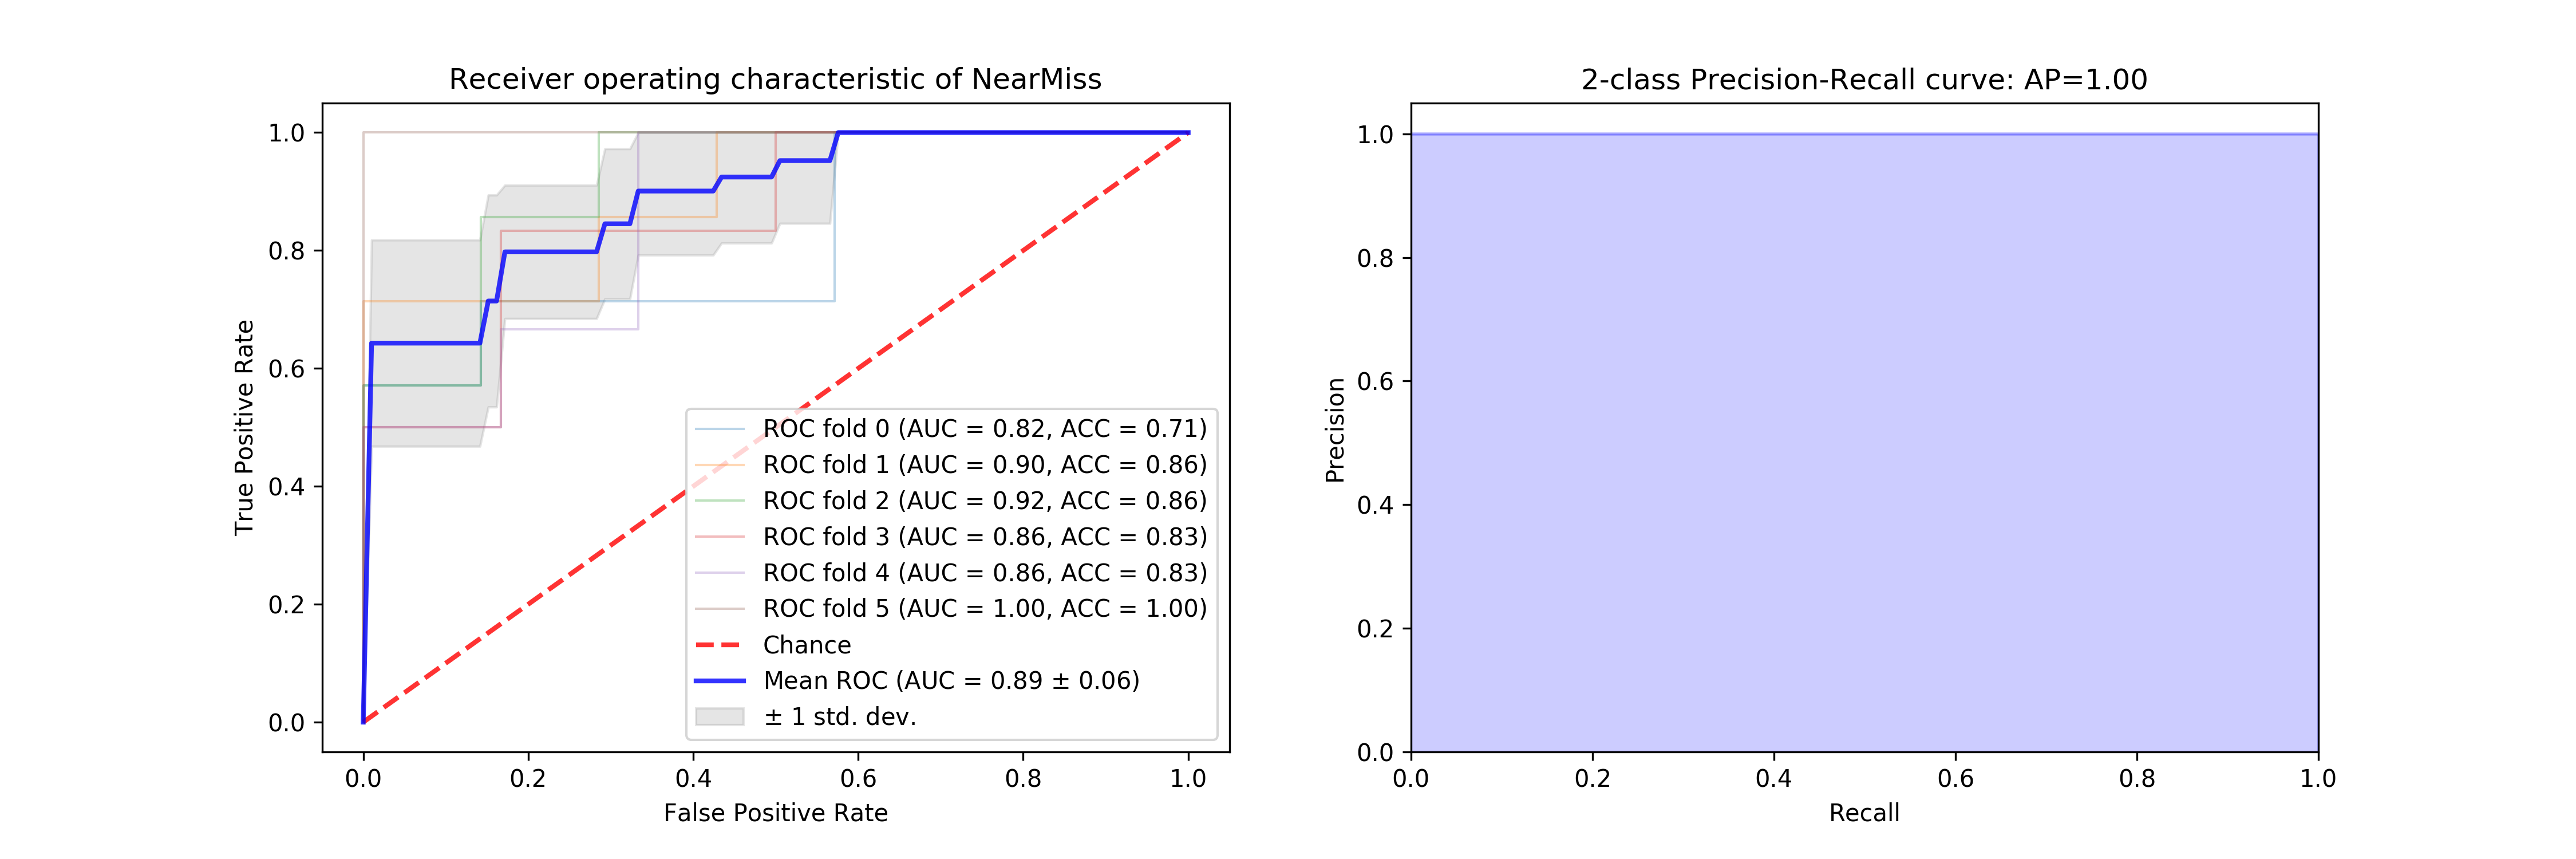 Receiver operating characteristic of NearMiss
True Positive Rate
1.0
0.8
0.6
0.4
0.2
0.0
ROC fold 0 (AUC = 0.82, ACC = 0.71)
ROC fold 1 (AUC = 0.90, ACC = 0.86)
ROC fold 2 (AUC = 0.92, ACC = 0.86)
ROC fold 3 (AUC = 0.86, ACC = 0.83)
ROC fold 4 (AUC = 0.86, ACC = 0.83)
ROC fold 5 (AUC = 1.00, ACC = 1.00)
Chance
Mean ROC (AUC = 0.89 ± 0.06)
± 1 std. dev.
0.0 0.2 0.4 0.6 0.8 1.0
False Positive Rate
2-class Precision-Recall curve: AP=1.00
Precision
1.0
0.8
0.6
0.4
0.2
0.0
0.0 0.2 0.4 0.6 0.8 1.0
Recall